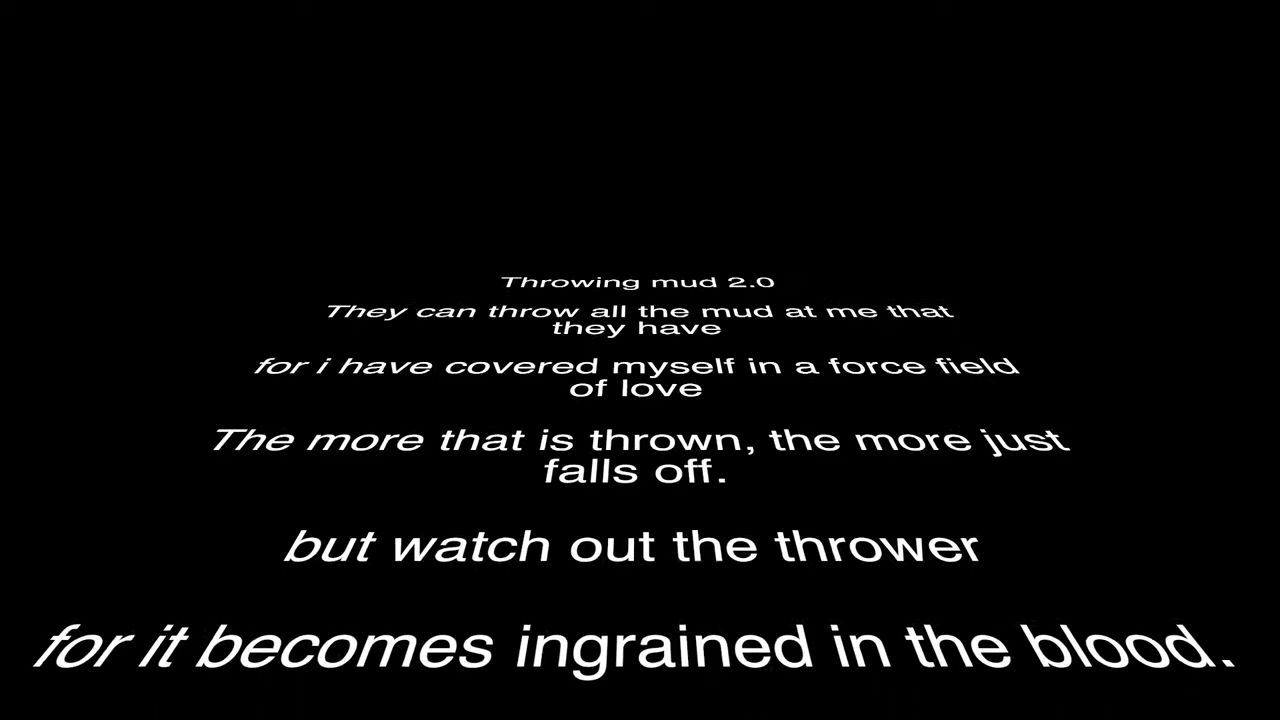 Throwing mud 2.0
They can throw all the mud at me that
they have
for i have covered myself in a force field
of love
The more that is thrown, the more just
falls off.
but watch out the thrower
for it becomes ingrained in the blood.